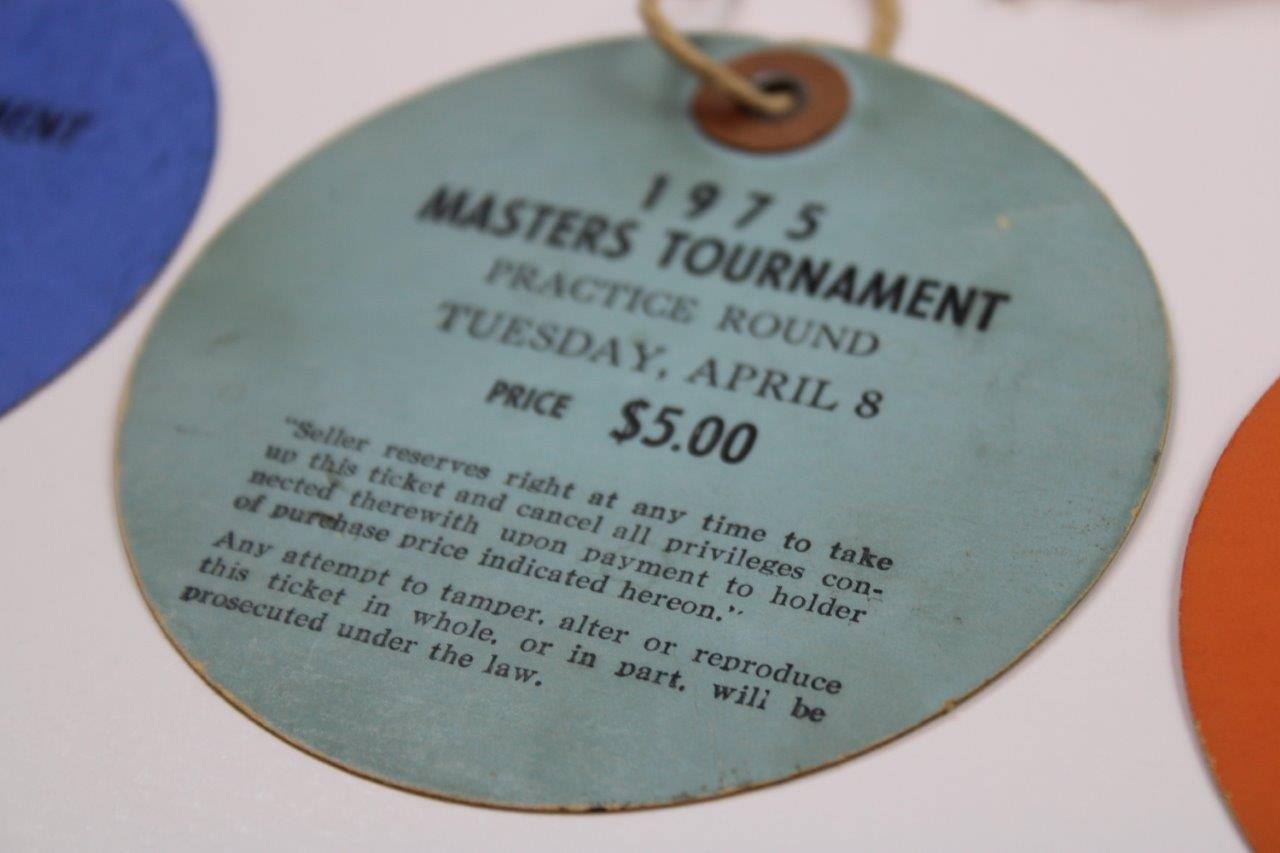 MENT
1975
MASTERS TOURNAMENT
PRACTICE ROUND
TUESDAY, APRIL 8
PRICE $5.00
"Seller reserves right at any time to take
up this ticket and cancel all privileges con-
nected therewith upon payment to holder
of purchase price indicated hereon."
Any attempt to tamper, alter or reproduce
this ticket in whole, or in part, will be
prosecuted under the law.